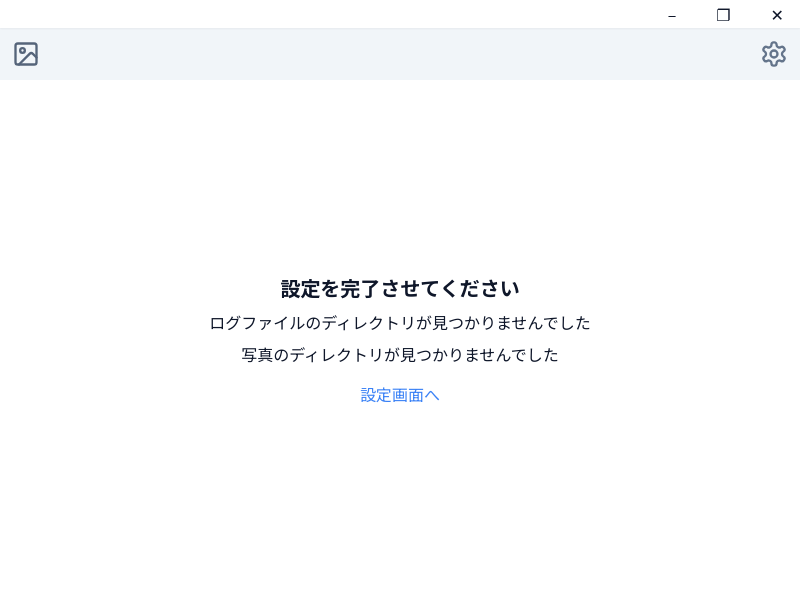 設定を完了させてください
ログファイルのディレクトリが見つかりませんでした
写真のディレクトリが見つかりませんでした
設定画面へ